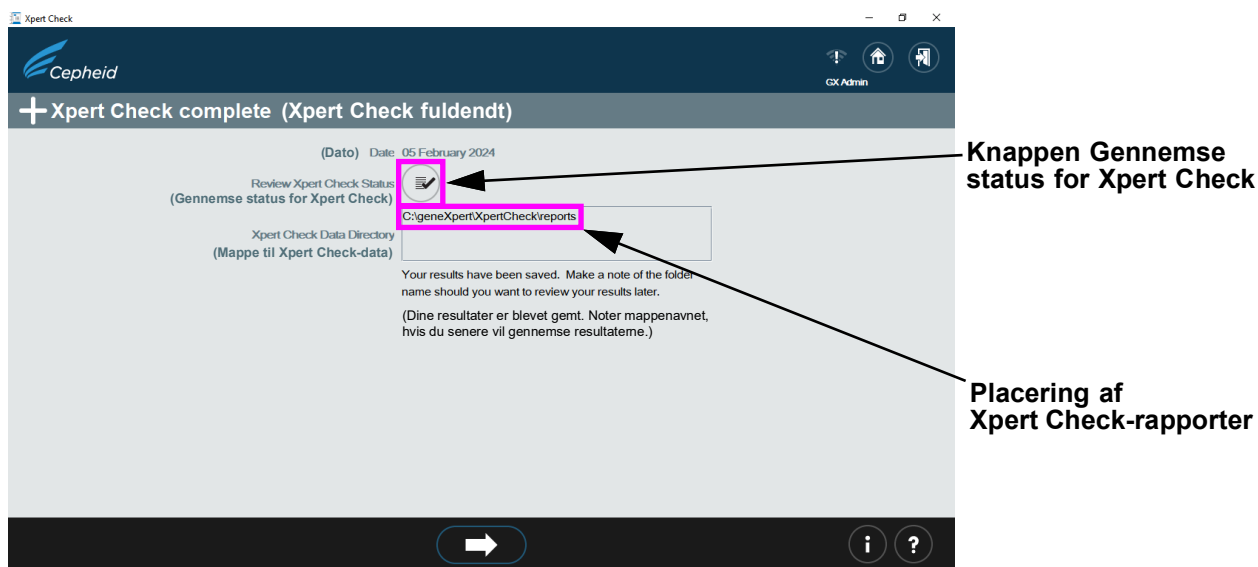 Xpert Check
Cepheid
GX Admin
Xpert Check complete (Xpert Check fuldendt)
(Dato) Date 05 February 2024
Review Xpert Check Status
(Gennemse status for Xpert Check)
C:\geneXpert\XpertCheck\reports
Xpert Check Data Directory
(Mappe til Xpert Check-data)
Your results have been saved. Make a note of the folder
name should you want to review your results later.
(Dine resultater er blevet gemt. Noter mappenavnet,
hvis du senere vil gennemse resultaterne.)
Knappen Gennemse
status for Xpert Check
Placering af
Xpert Check-rapporter
i ?